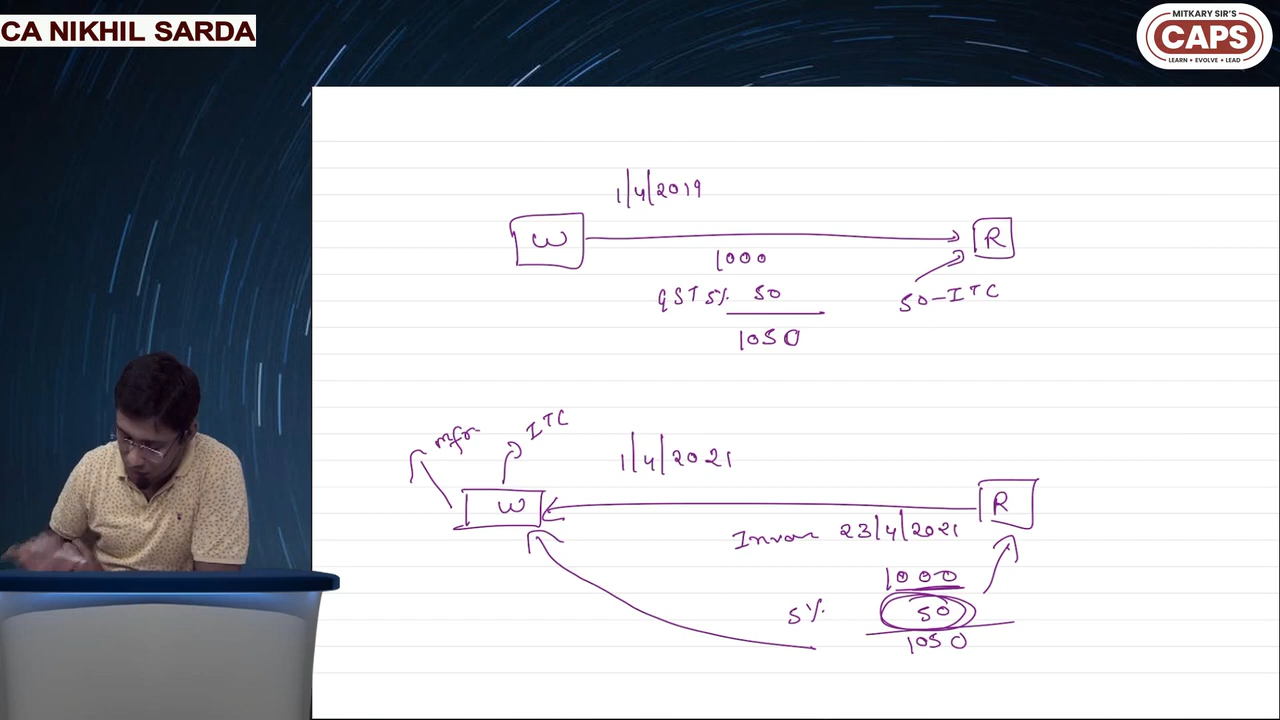 CA NIKHIL SARDA
MITKARY SIR'S
CAPS
LEARN • EVOLVE • LEAD
1/4/2019
W
R
1000
GST 5% 50
50-ITC
1050
mfr
ITC
1/4/2021
W
R
23/4/2021
1000
5% 50
1050